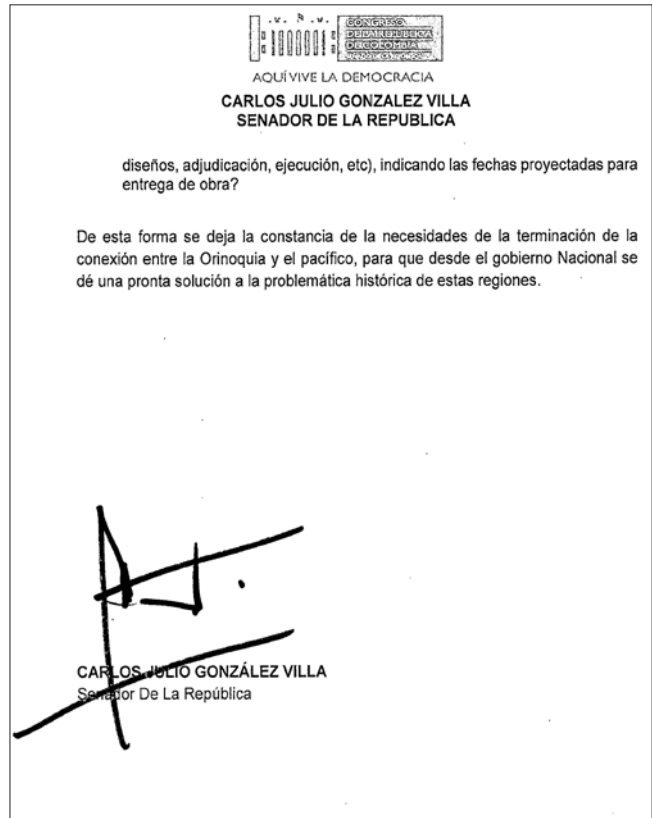 CONGRESO
DE LA REPUBLICA
DE COLOMBIA
AQUÍ VIVE LA DEMOCRACIA
CARLOS JULIO GONZALEZ VILLA
SENADOR DE LA REPUBLICA
diseños, adjudicación, ejecución, etc), indicando las fechas proyectadas para
entrega de obra?
De esta forma se deja la constancia de la necesidades de la terminación de la
conexión entre la Orinoquia y el pacífico, para que desde el gobierno Nacional se
dé una pronta solución a la problemática histórica de estas regiones.
CARLOS JULIO GONZÁLEZ VILLA
Senador De La República